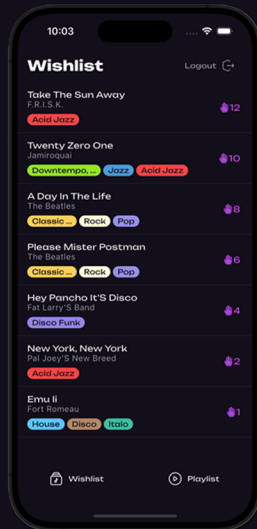 10:03
Wishlist
Logout
Take The Sun Away
F.R.I.S.K.
Acid Jazz
12
Twenty Zero One
Jamiroquai
Downtempo, ... Jazz Acid Jazz
10
A Day In The Life
The Beatles
Classic ... Rock Pop
8
Please Mister Postman
The Beatles
Classic ... Rock Pop
6
Hey Pancho It'S Disco
Fat Larry'S Band
Disco Funk
4
New York, New York
Pal Joey'S New Breed
Acid Jazz
2
Emu Ii
Fort Romeau
House Disco Italo
1
Wishlist Playlist